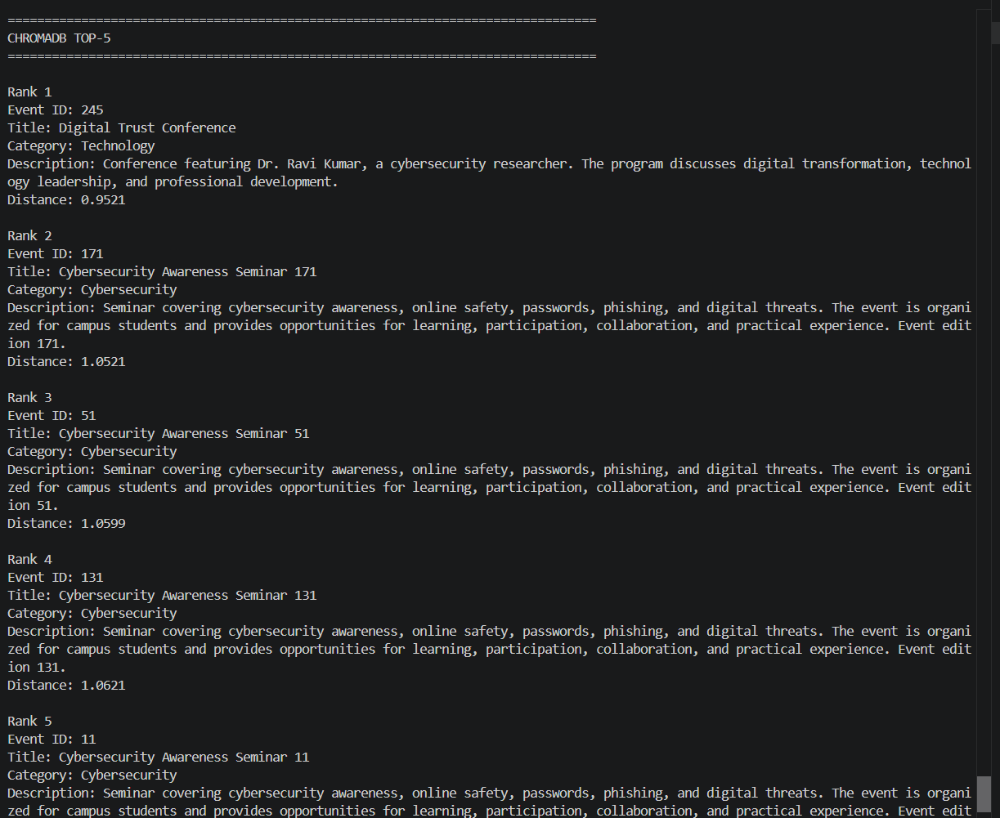 ================================================================================
CHROMADB TOP-5
================================================================================
Rank 1
Event ID: 245
Title: Digital Trust Conference
Category: Technology
Description: Conference featuring Dr. Ravi Kumar, a cybersecurity researcher. The program discusses digital transformation, technol
ogy leadership, and professional development.
Distance: 0.9521
Rank 2
Event ID: 171
Title: Cybersecurity Awareness Seminar 171
Category: Cybersecurity
Description: Seminar covering cybersecurity awareness, online safety, passwords, phishing, and digital threats. The event is organi
zed for campus students and provides opportunities for learning, participation, collaboration, and practical experience. Event edit
ion 171.
Distance: 1.0521
Rank 3
Event ID: 51
Title: Cybersecurity Awareness Seminar 51
Category: Cybersecurity
Description: Seminar covering cybersecurity awareness, online safety, passwords, phishing, and digital threats. The event is organi
zed for campus students and provides opportunities for learning, participation, collaboration, and practical experience. Event edit
ion 51.
Distance: 1.0599
Rank 4
Event ID: 131
Title: Cybersecurity Awareness Seminar 131
Category: Cybersecurity
Description: Seminar covering cybersecurity awareness, online safety, passwords, phishing, and digital threats. The event is organi
zed for campus students and provides opportunities for learning, participation, collaboration, and practical experience. Event edit
ion 131.
Distance: 1.0621
Rank 5
Event ID: 11
Title: Cybersecurity Awareness Seminar 11
Category: Cybersecurity
Description: Seminar covering cybersecurity awareness, online safety, passwords, phishing, and digital threats. The event is organi
zed for campus students and provides opportunities for learning, participation, collaboration, and practical experience. Event edit